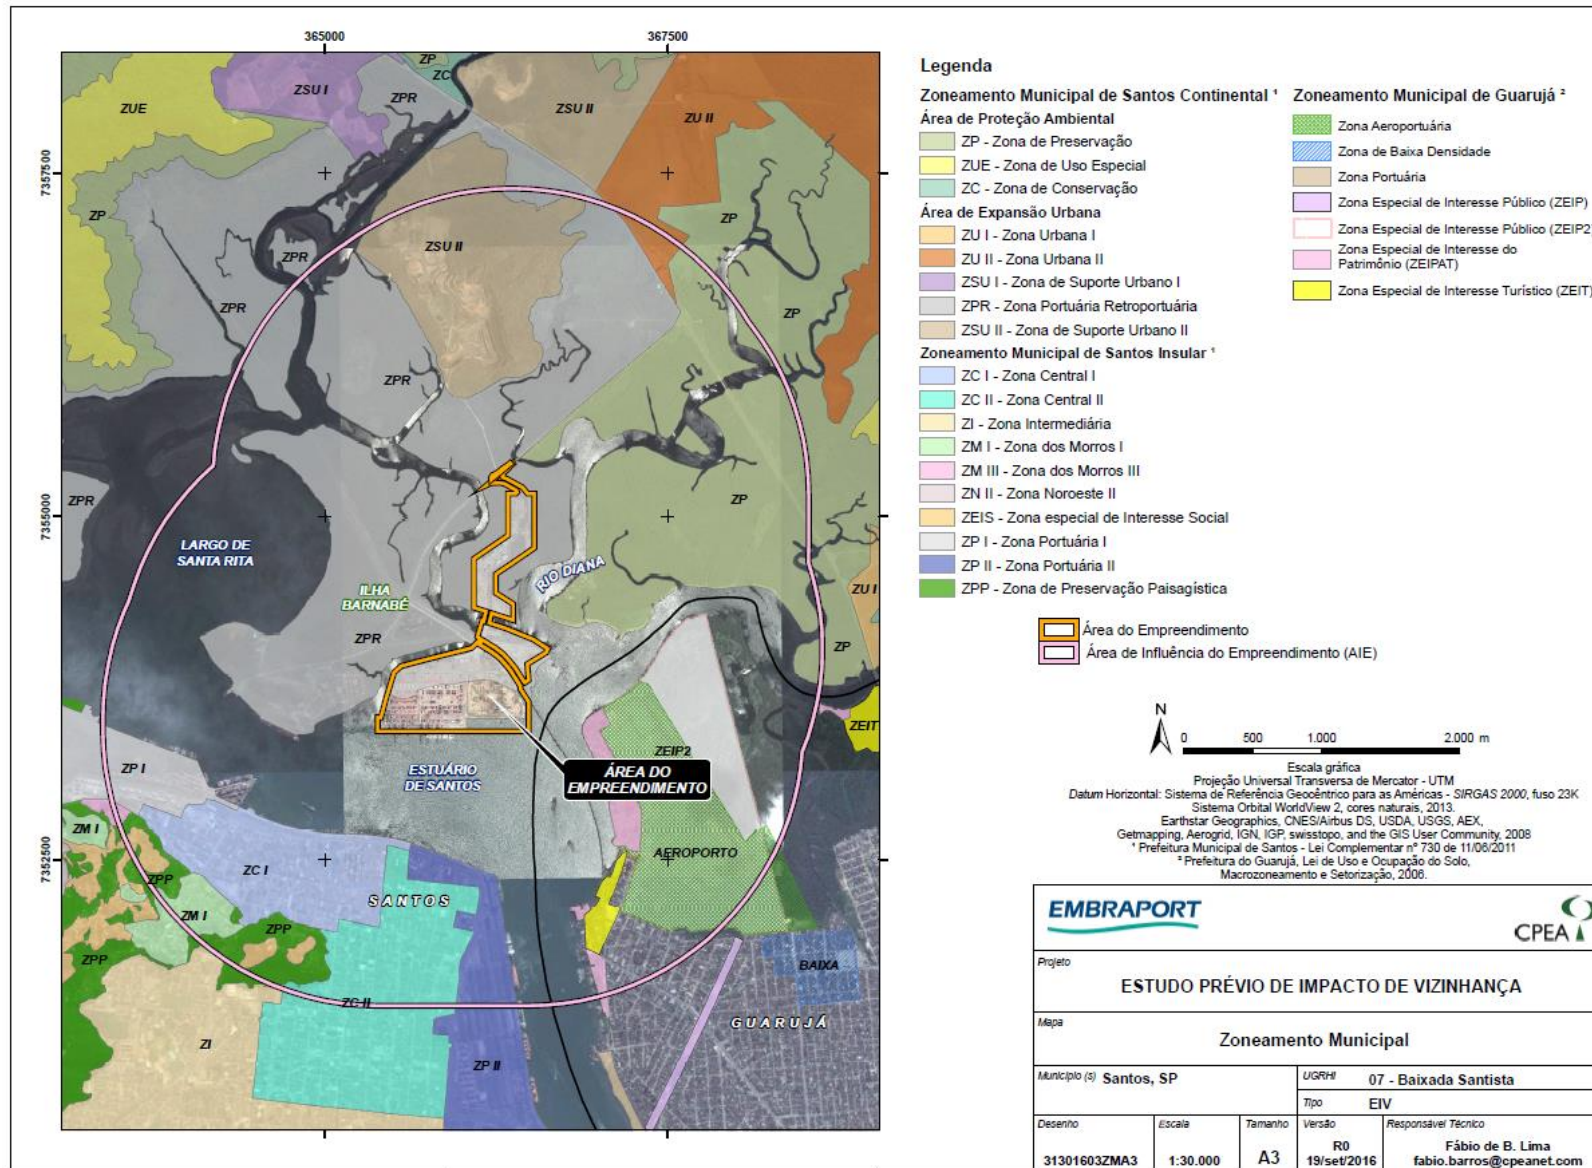 365000
367500
7357500
7355000
7352500
ZP
ZC
ZSU I
ZPR
ZSU II
ZU II
ZUE
ZP
ZP
ZSU II
ZPR
ZPR
ZP
ZPR
ZPR
ZP
LARGO DE
SANTA RITA
RIO DIANA
ILHA
BARNABÉ
ZU I
ZPR
ZP
ZEIT
ZEIP2
ZP I
ESTUÁRIO
DE SANTOS
ÁREA DO
EMPREENDIMENTO
ZM I
AEROPORTO
ZC I
ZPP
SANTOS
ZM I
ZPP
ZPP
BAIXA
ZC II
GUARUJÁ
ZI
ZP II
Legenda
Zoneamento Municipal de Santos Continental ¹
Área de Proteção Ambiental
ZP - Zona de Preservação
ZUE - Zona de Uso Especial
ZC - Zona de Conservação
Área de Expansão Urbana
ZU I - Zona Urbana I
ZU II - Zona Urbana II
ZSU I - Zona de Suporte Urbano I
ZPR - Zona Portuária Retroportuária
ZSU II - Zona de Suporte Urbano II
Zoneamento Municipal de Santos Insular ¹
ZC I - Zona Central I
ZC II - Zona Central II
ZI - Zona Intermediária
ZM I - Zona dos Morros I
ZM III - Zona dos Morros III
ZN II - Zona Noroeste II
ZEIS - Zona especial de Interesse Social
ZP I - Zona Portuária I
ZP II - Zona Portuária II
ZPP - Zona de Preservação Paisagística
Zoneamento Municipal de Guarujá ²
Zona Aeroportuária
Zona de Baixa Densidade
Zona Portuária
Zona Especial de Interesse Público (ZEIP)
Zona Especial de Interesse Público (ZEIP2)
Zona Especial de Interesse do
Patrimônio (ZEIPAT)
Zona Especial de Interesse Turístico (ZEIT)
Área do Empreendimento
Área de Influência do Empreendimento (AIE)
N
0 500 1.000 2.000 m
Escala gráfica
Projeção Universal Transversa de Mercator - UTM
Datum Horizontal: Sistema de Referência Geocêntrico para as Américas - SIRGAS 2000, fuso 23K
Sistema Orbital WorldView 2, cores naturais, 2013.
Earthstar Geographics, CNES/Airbus DS, USDA, USGS, AEX,
Getmapping, Aerogrid, IGN, IGP, swisstopo, and the GIS User Community, 2008
¹ Prefeitura Municipal de Santos - Lei Complementar nº 730 de 11/06/2011
² Prefeitura do Guarujá, Lei de Uso e Ocupação do Solo,
Macrozoneamento e Setorização, 2006.
EMBRAPORT
CPEA
Projeto
ESTUDO PRÉVIO DE IMPACTO DE VIZINHANÇA
Mapa
Zoneamento Municipal
Município (s) Santos, SP
UGRHI 07 - Baixada Santista
Tipo EIV
Desenho
31301603ZMA3
Escala
1:30.000
Tamanho
A3
Versão
R0
19/set/2016
Responsável Técnico
Fábio de B. Lima
fabio.barros@cpeanet.com